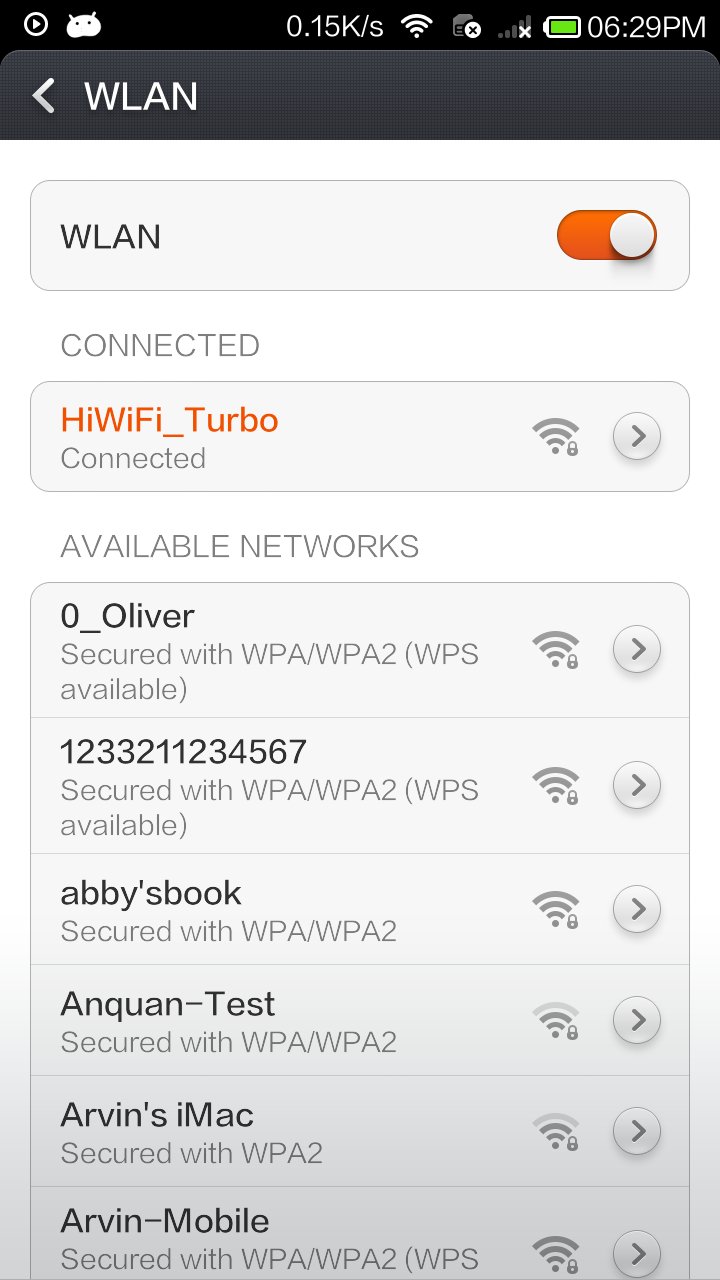 0.15K/s 06:29PM
WLAN
WLAN
CONNECTED
HiWiFi_Turbo
Connected
AVAILABLE NETWORKS
0_Oliver
Secured with WPA/WPA2 (WPS
available)
1233211234567
Secured with WPA/WPA2 (WPS
available)
abby'sbook
Secured with WPA/WPA2
Anquan-Test
Secured with WPA/WPA2
Arvin's iMac
Secured with WPA2
Arvin-Mobile
Secured with WPA/WPA2 (WPS